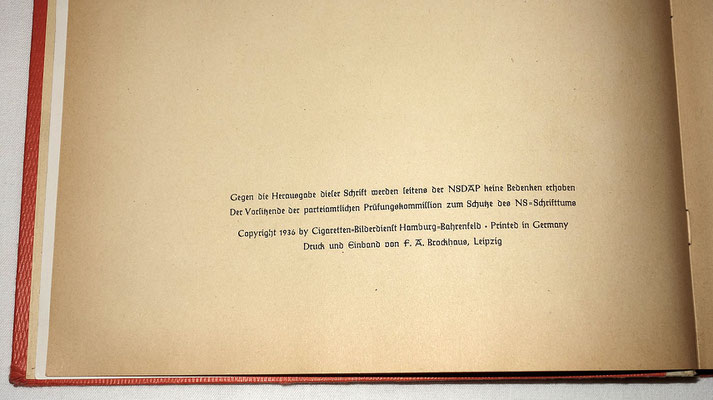 Gegen die Herausgabe dieser Schrift werden seitens der NSDAP keine Bedenken erhoben
Der Vorsitzende der parteiamtlichen Prüfungskommission zum Schutze des NS-Schrifttums
Copyright 1936 by Cigaretten-Bilderdienst Hamburg-Bahrenfeld · Printed in Germany
Druck und Einband von F. A. Brockhaus, Leipzig